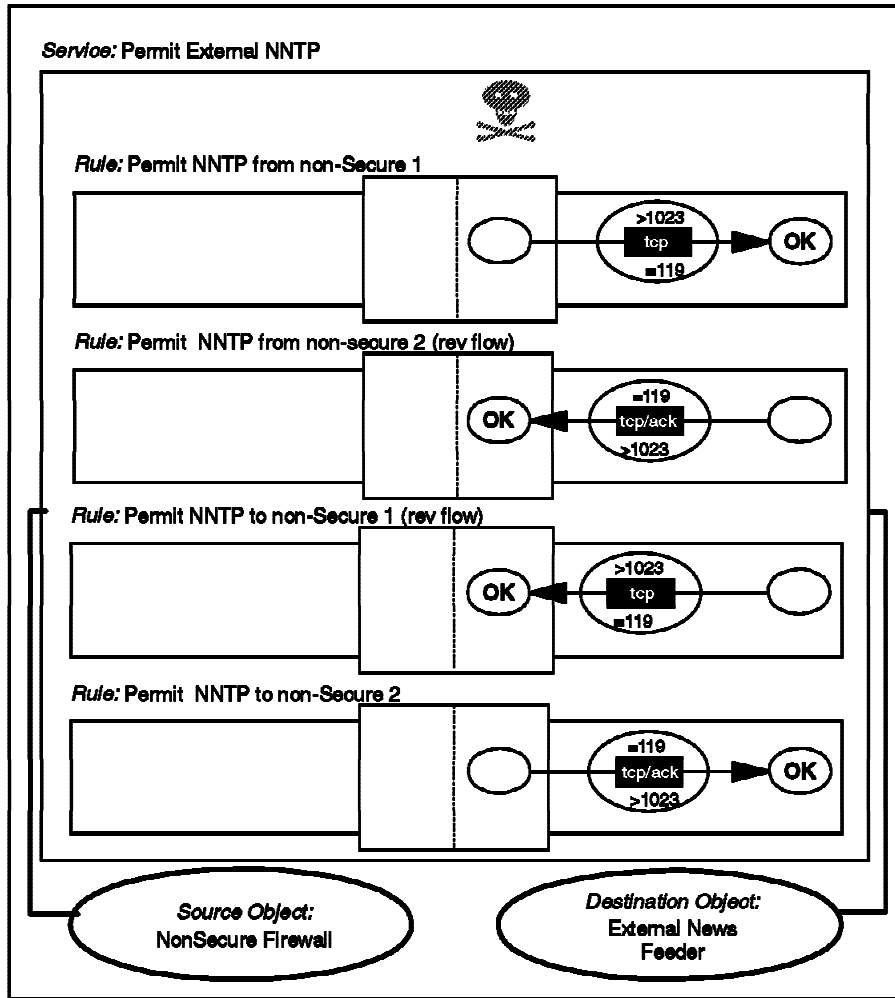 Service: Permit External NNTP
Rule: Permit NNTP from non-Secure 1
>1023
tcp
=119
OK
Rule: Permit NNTP from non-secure 2 (rev flow)
OK
=119
tcp/ack
>1023
Rule: Permit NNTP to non-Secure 1 (rev flow)
OK
>1023
tcp
=119
Rule: Permit NNTP to non-Secure 2
=119
tcp/ack
>1023
OK
Source Object:
NonSecure Firewall
Destination Object:
External News
Feeder